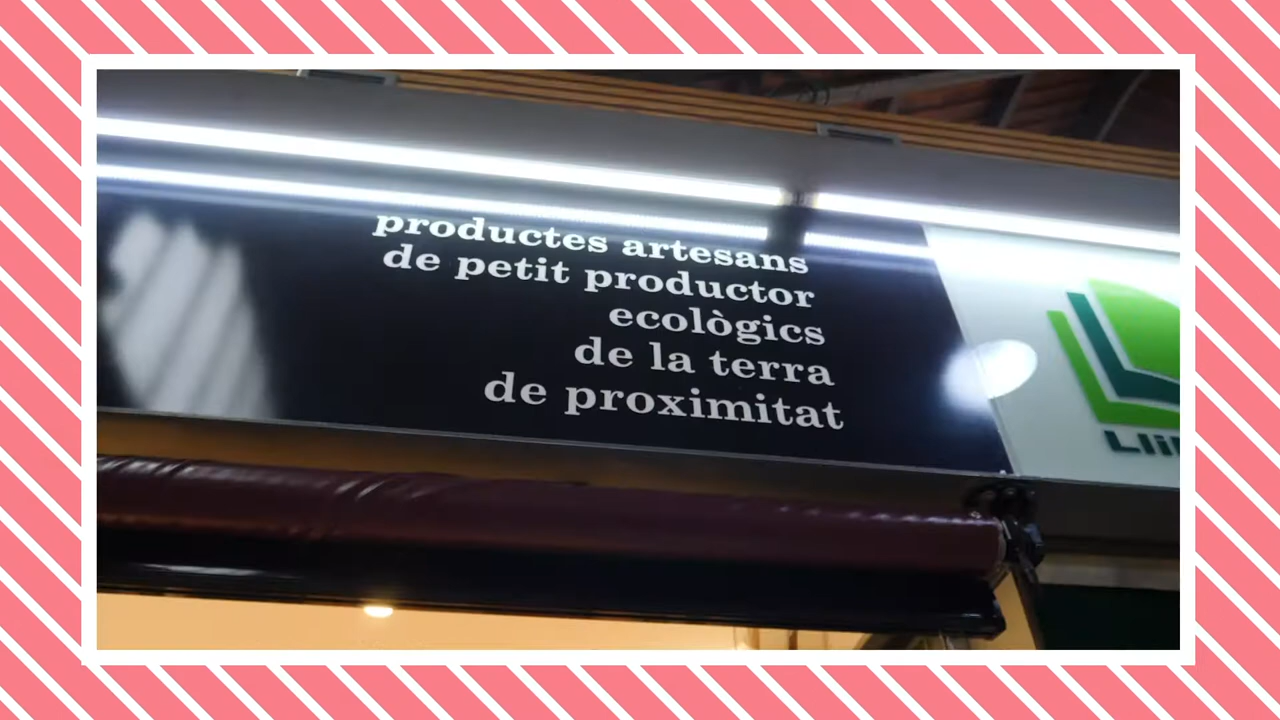 productes artesans
de petit productor
ecològics
de la terra
de proximitat